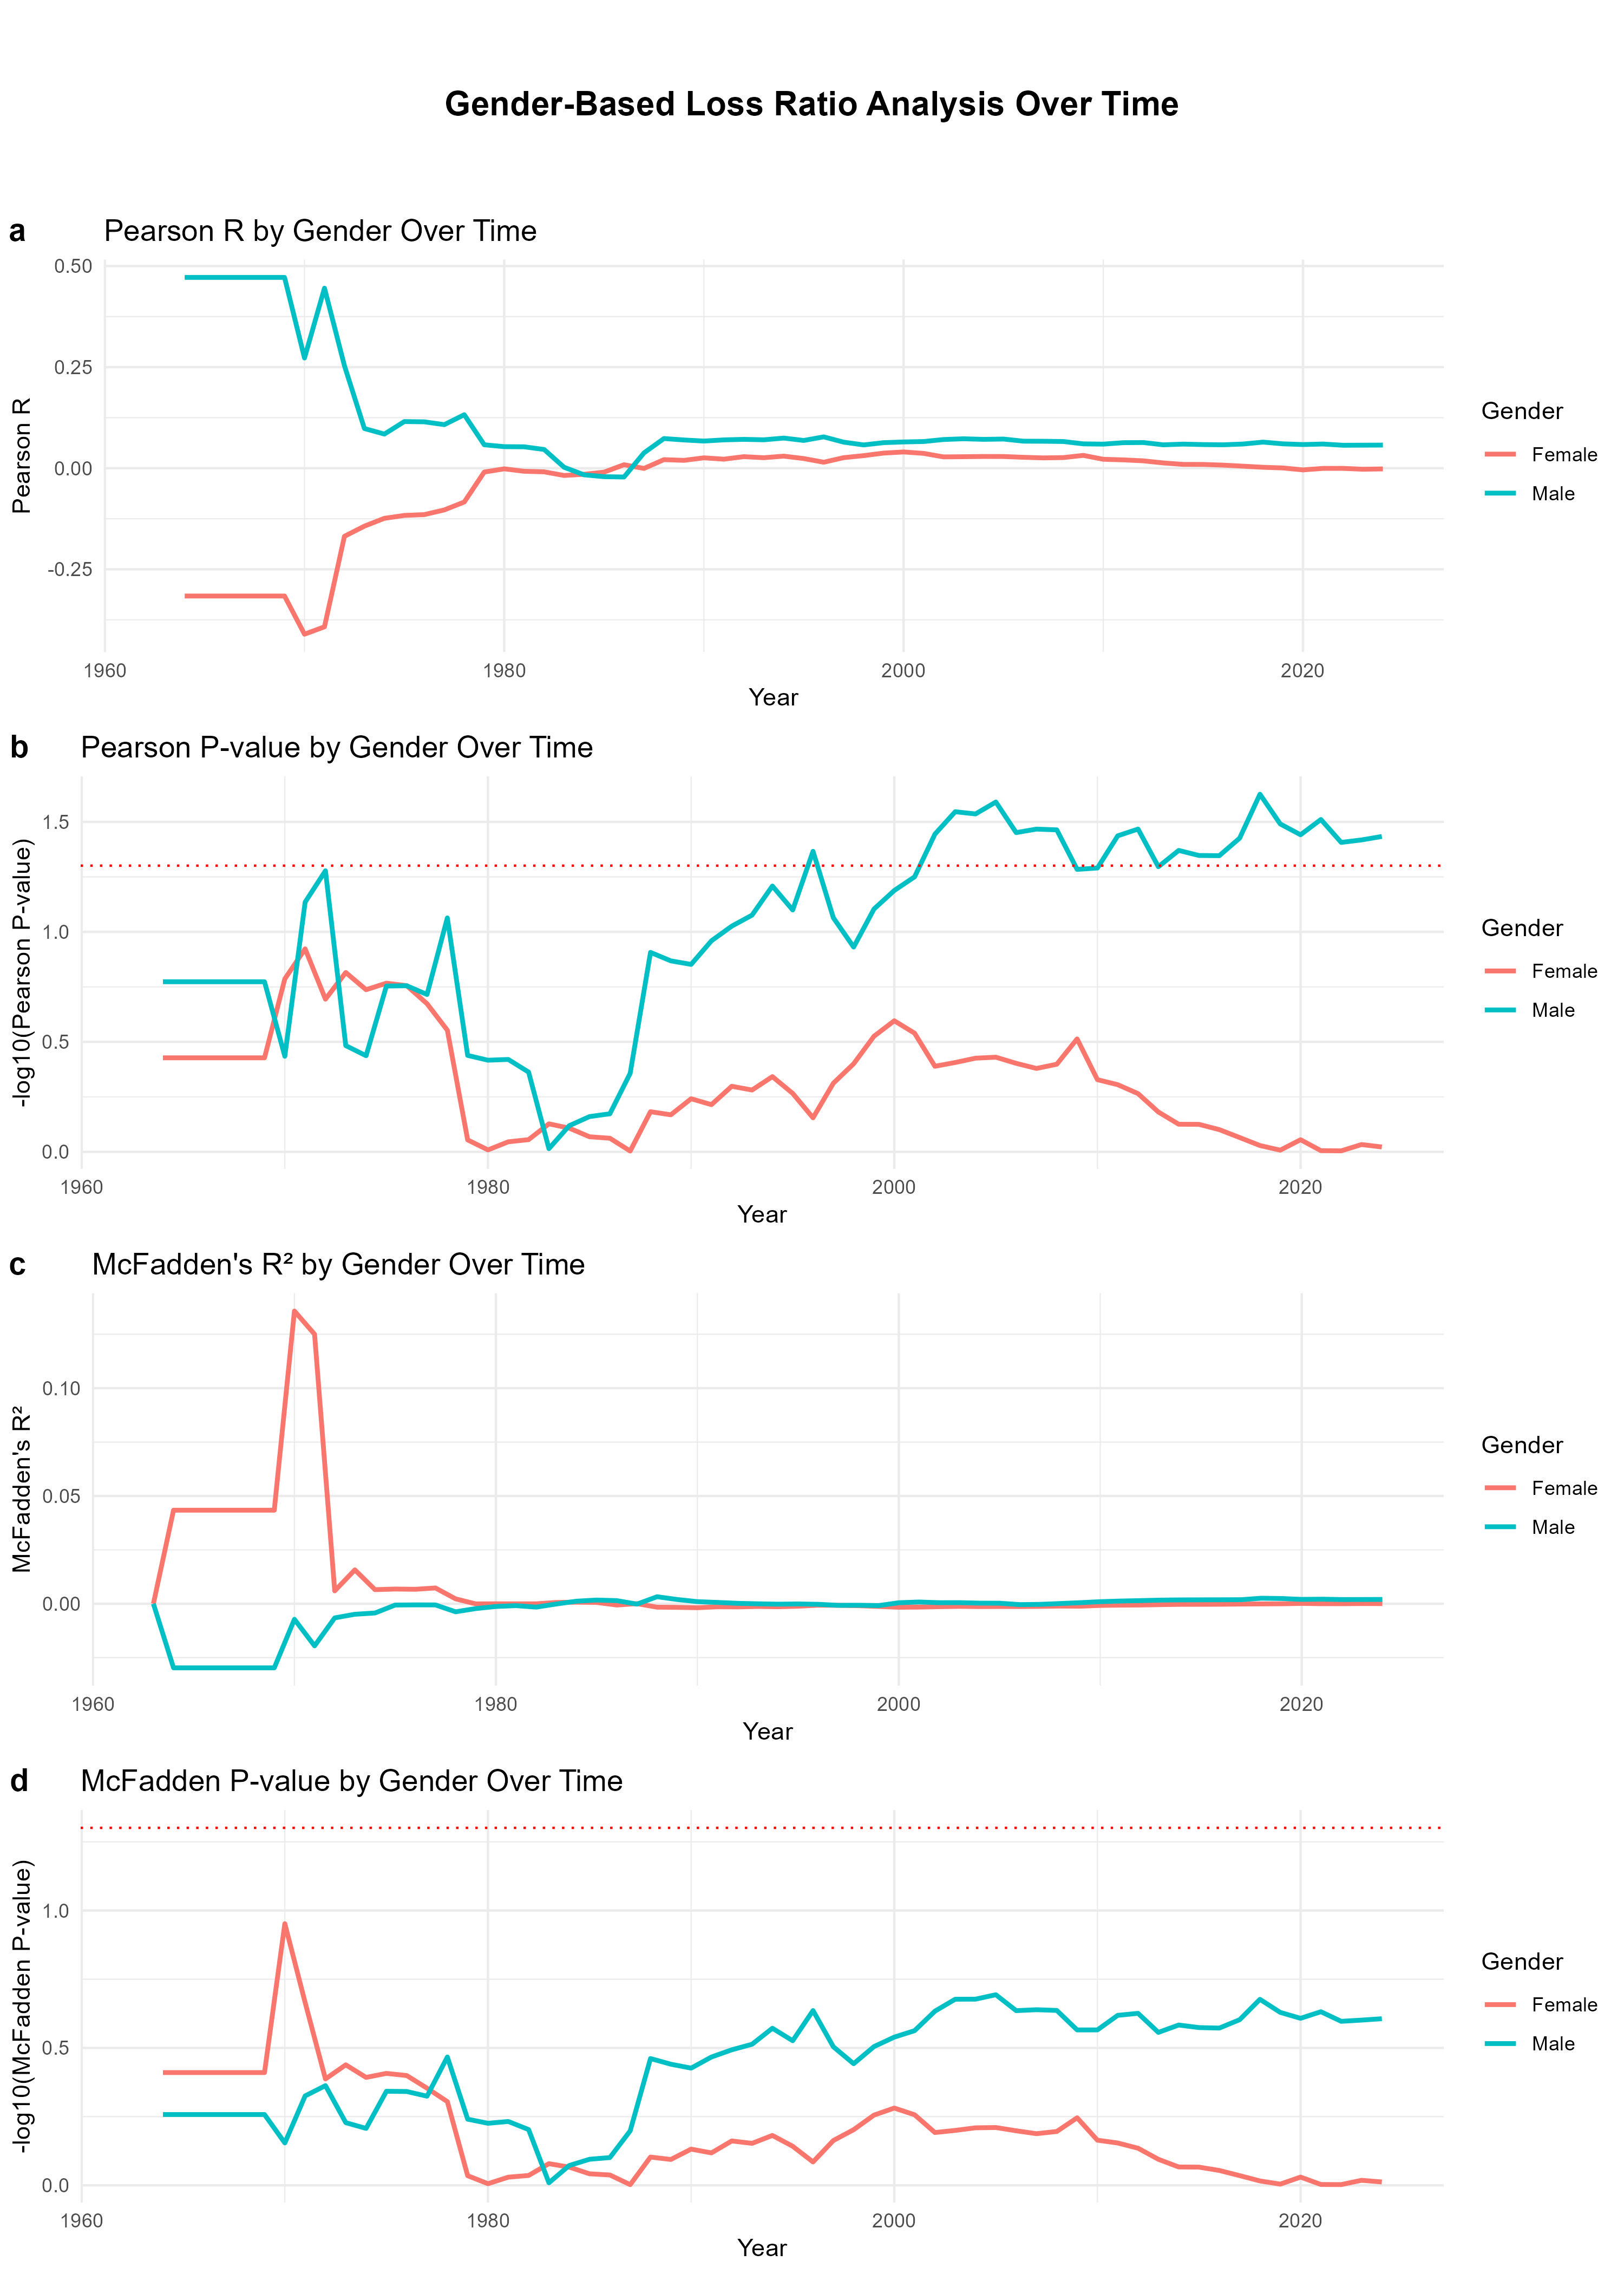 Gender-Based Loss Ratio Analysis Over Time
a
Pearson R by Gender Over Time
0.50
0.25
0.00
-0.25
Pearson R
1960
1980
2000
2020
Year
Gender
Female
Male
b
Pearson P-value by Gender Over Time
1.5
1.0
0.5
0.0
-log10(Pearson P-value)
1960
1980
2000
2020
Year
Gender
Female
Male
c
McFadden's R² by Gender Over Time
0.10
0.05
0.00
McFadden's R²
1960
1980
2000
2020
Year
Gender
Female
Male
d
McFadden P-value by Gender Over Time
1.0
0.5
0.0
-log10(McFadden P-value)
1960
1980
2000
2020
Year
Gender
Female
Male